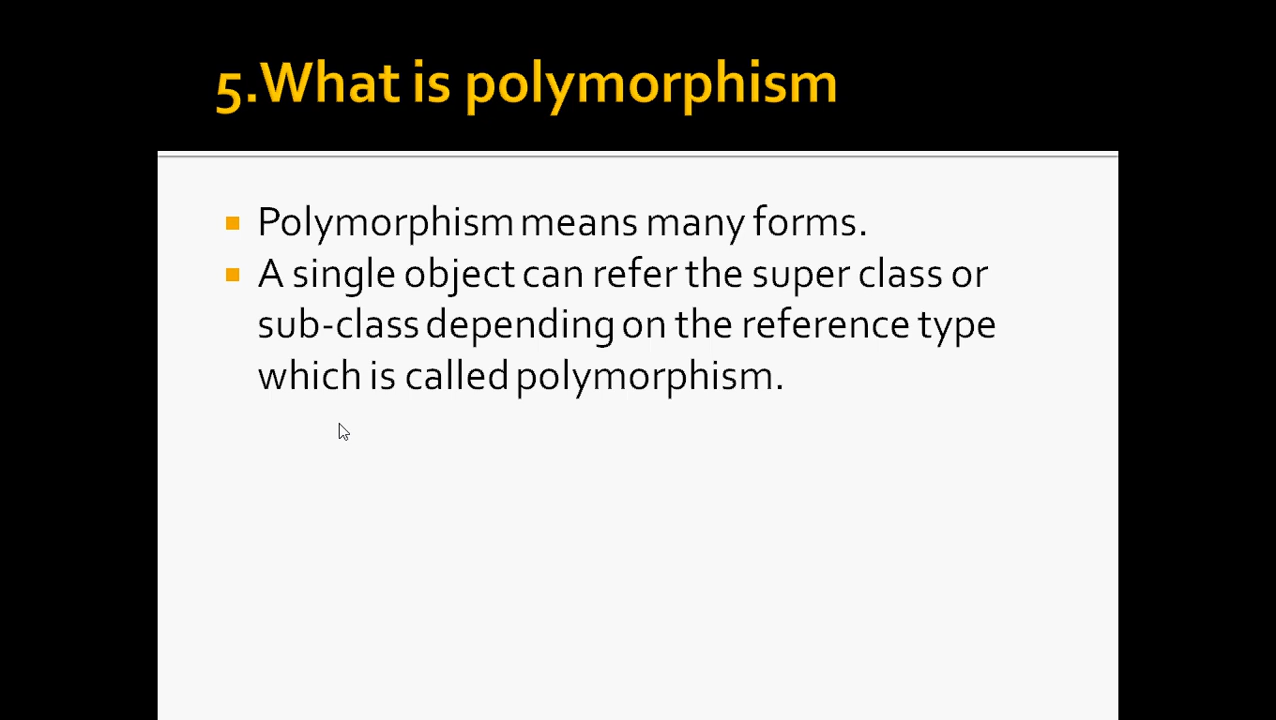 5.What is polymorphism
Polymorphism means many forms.
A single object can refer the super class or
sub-class depending on the reference type
which is called polymorphism.